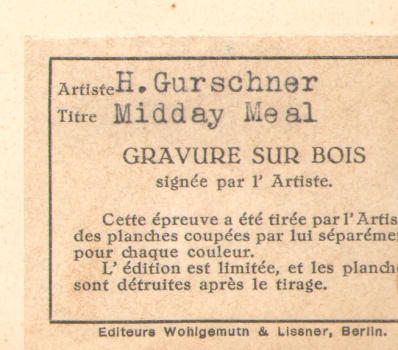 Artiste H. Gurschner
Titre Midday Meal
GRAVURE SUR BOIS
signée par l' Artiste.
Cette épreuve a été tirée par l' Artis
des planches coupées par lui séparéme
pour chaque couleur.
L' édition est limitée, et les planch
sont détruites après le tirage.
Editeurs Wohlgemutn & Lissner, Berlin.